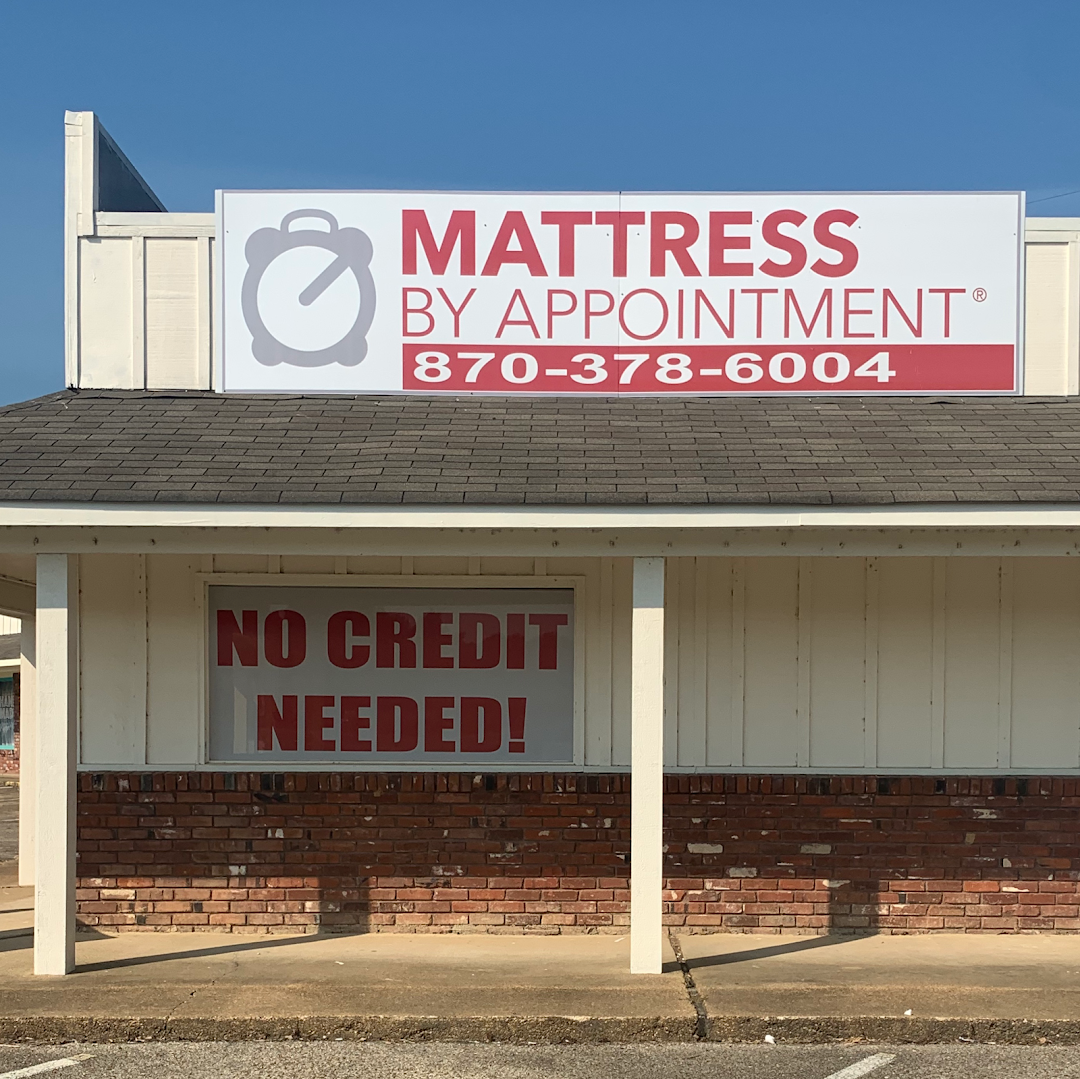 MATTRESS
BY APPOINTMENT®
870-378-6004
NO CREDIT
NEEDED!